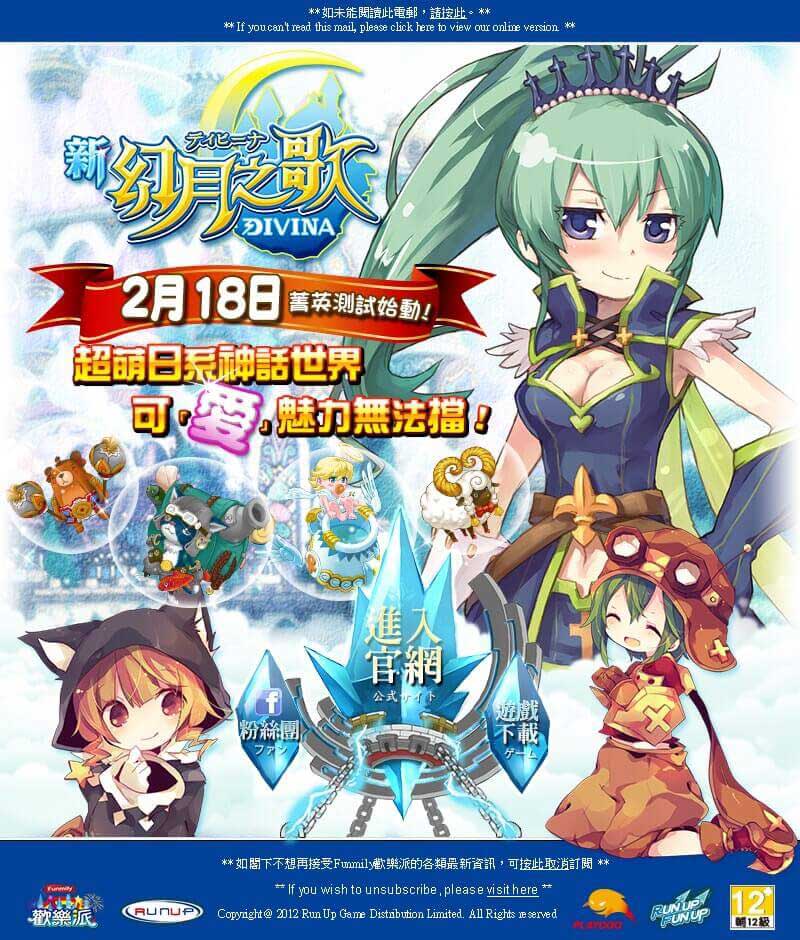 **如未能閱讀此電郵，請按此。**
** If you can't read this mail, please click here to view our online version. **
新
ディヒーナ
幻月之歌
DIVINA
2月18日 菁英測試始動!
超萌日系神話世界
可「愛」魅力無法擋!
進入
官網
公式サイト
f
粉絲團
ファン
遊戲
下載
ゲーム
** 如閣下不想再接受Funmily歡樂派的各類最新資訊，可按此取消訂閱 **
** If you wish to unsubscribe, please visit here **
Funmily
歡樂派
RUNUP
Copyright@ 2012 Run Up Game Distribution Limited. All Rights reserved
PLAYCOO
RUN UP
FUN UP
12+
輔12級